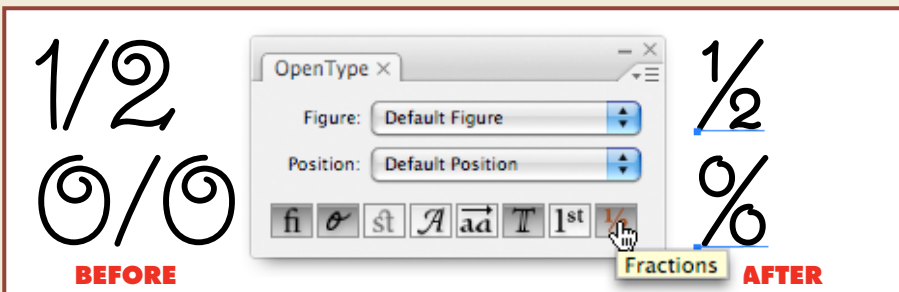 1/2
0/0
BEFORE
OpenType
Figure: Default Figure
Position: Default Position
fi o st A aa T 1st ½
Fractions
½
%
AFTER